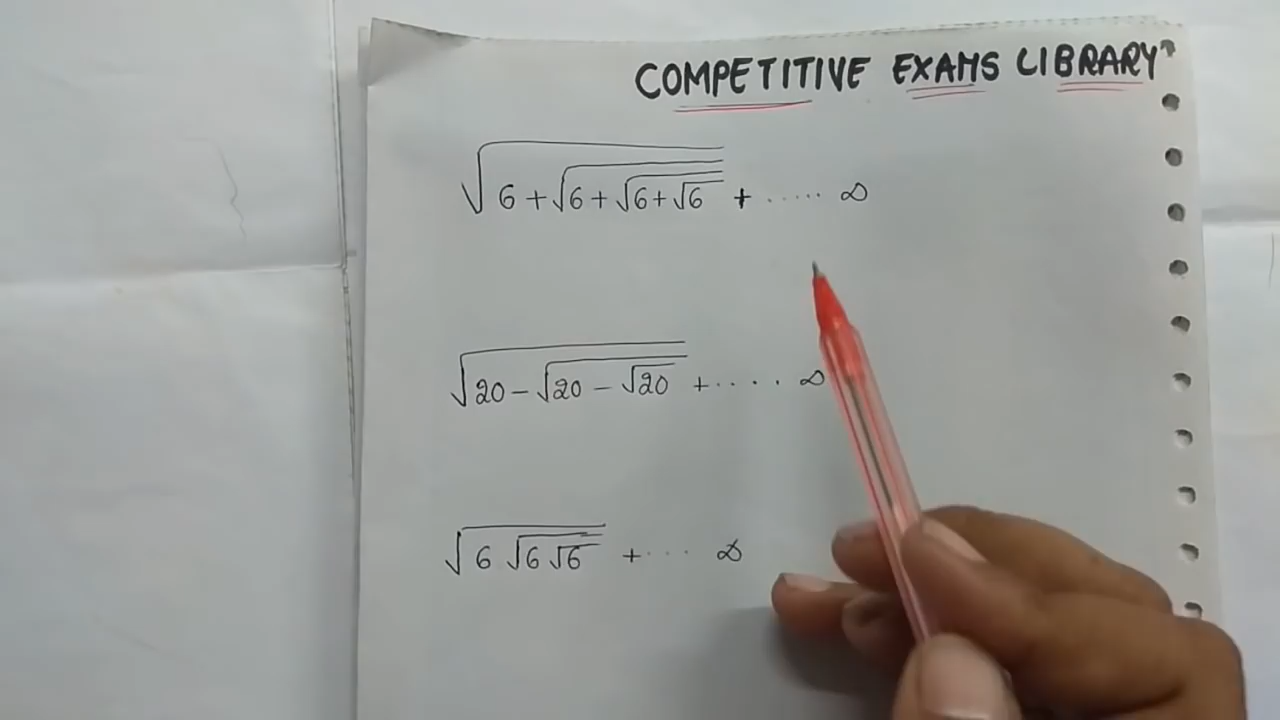 COMPETITIVE EXAMS LIBRARY
√(6+√(6+√(6+√6))) + ..... ∞
√(20-√(20-√20)) + .... ∞
√(6√(6√6)) + ... ∞